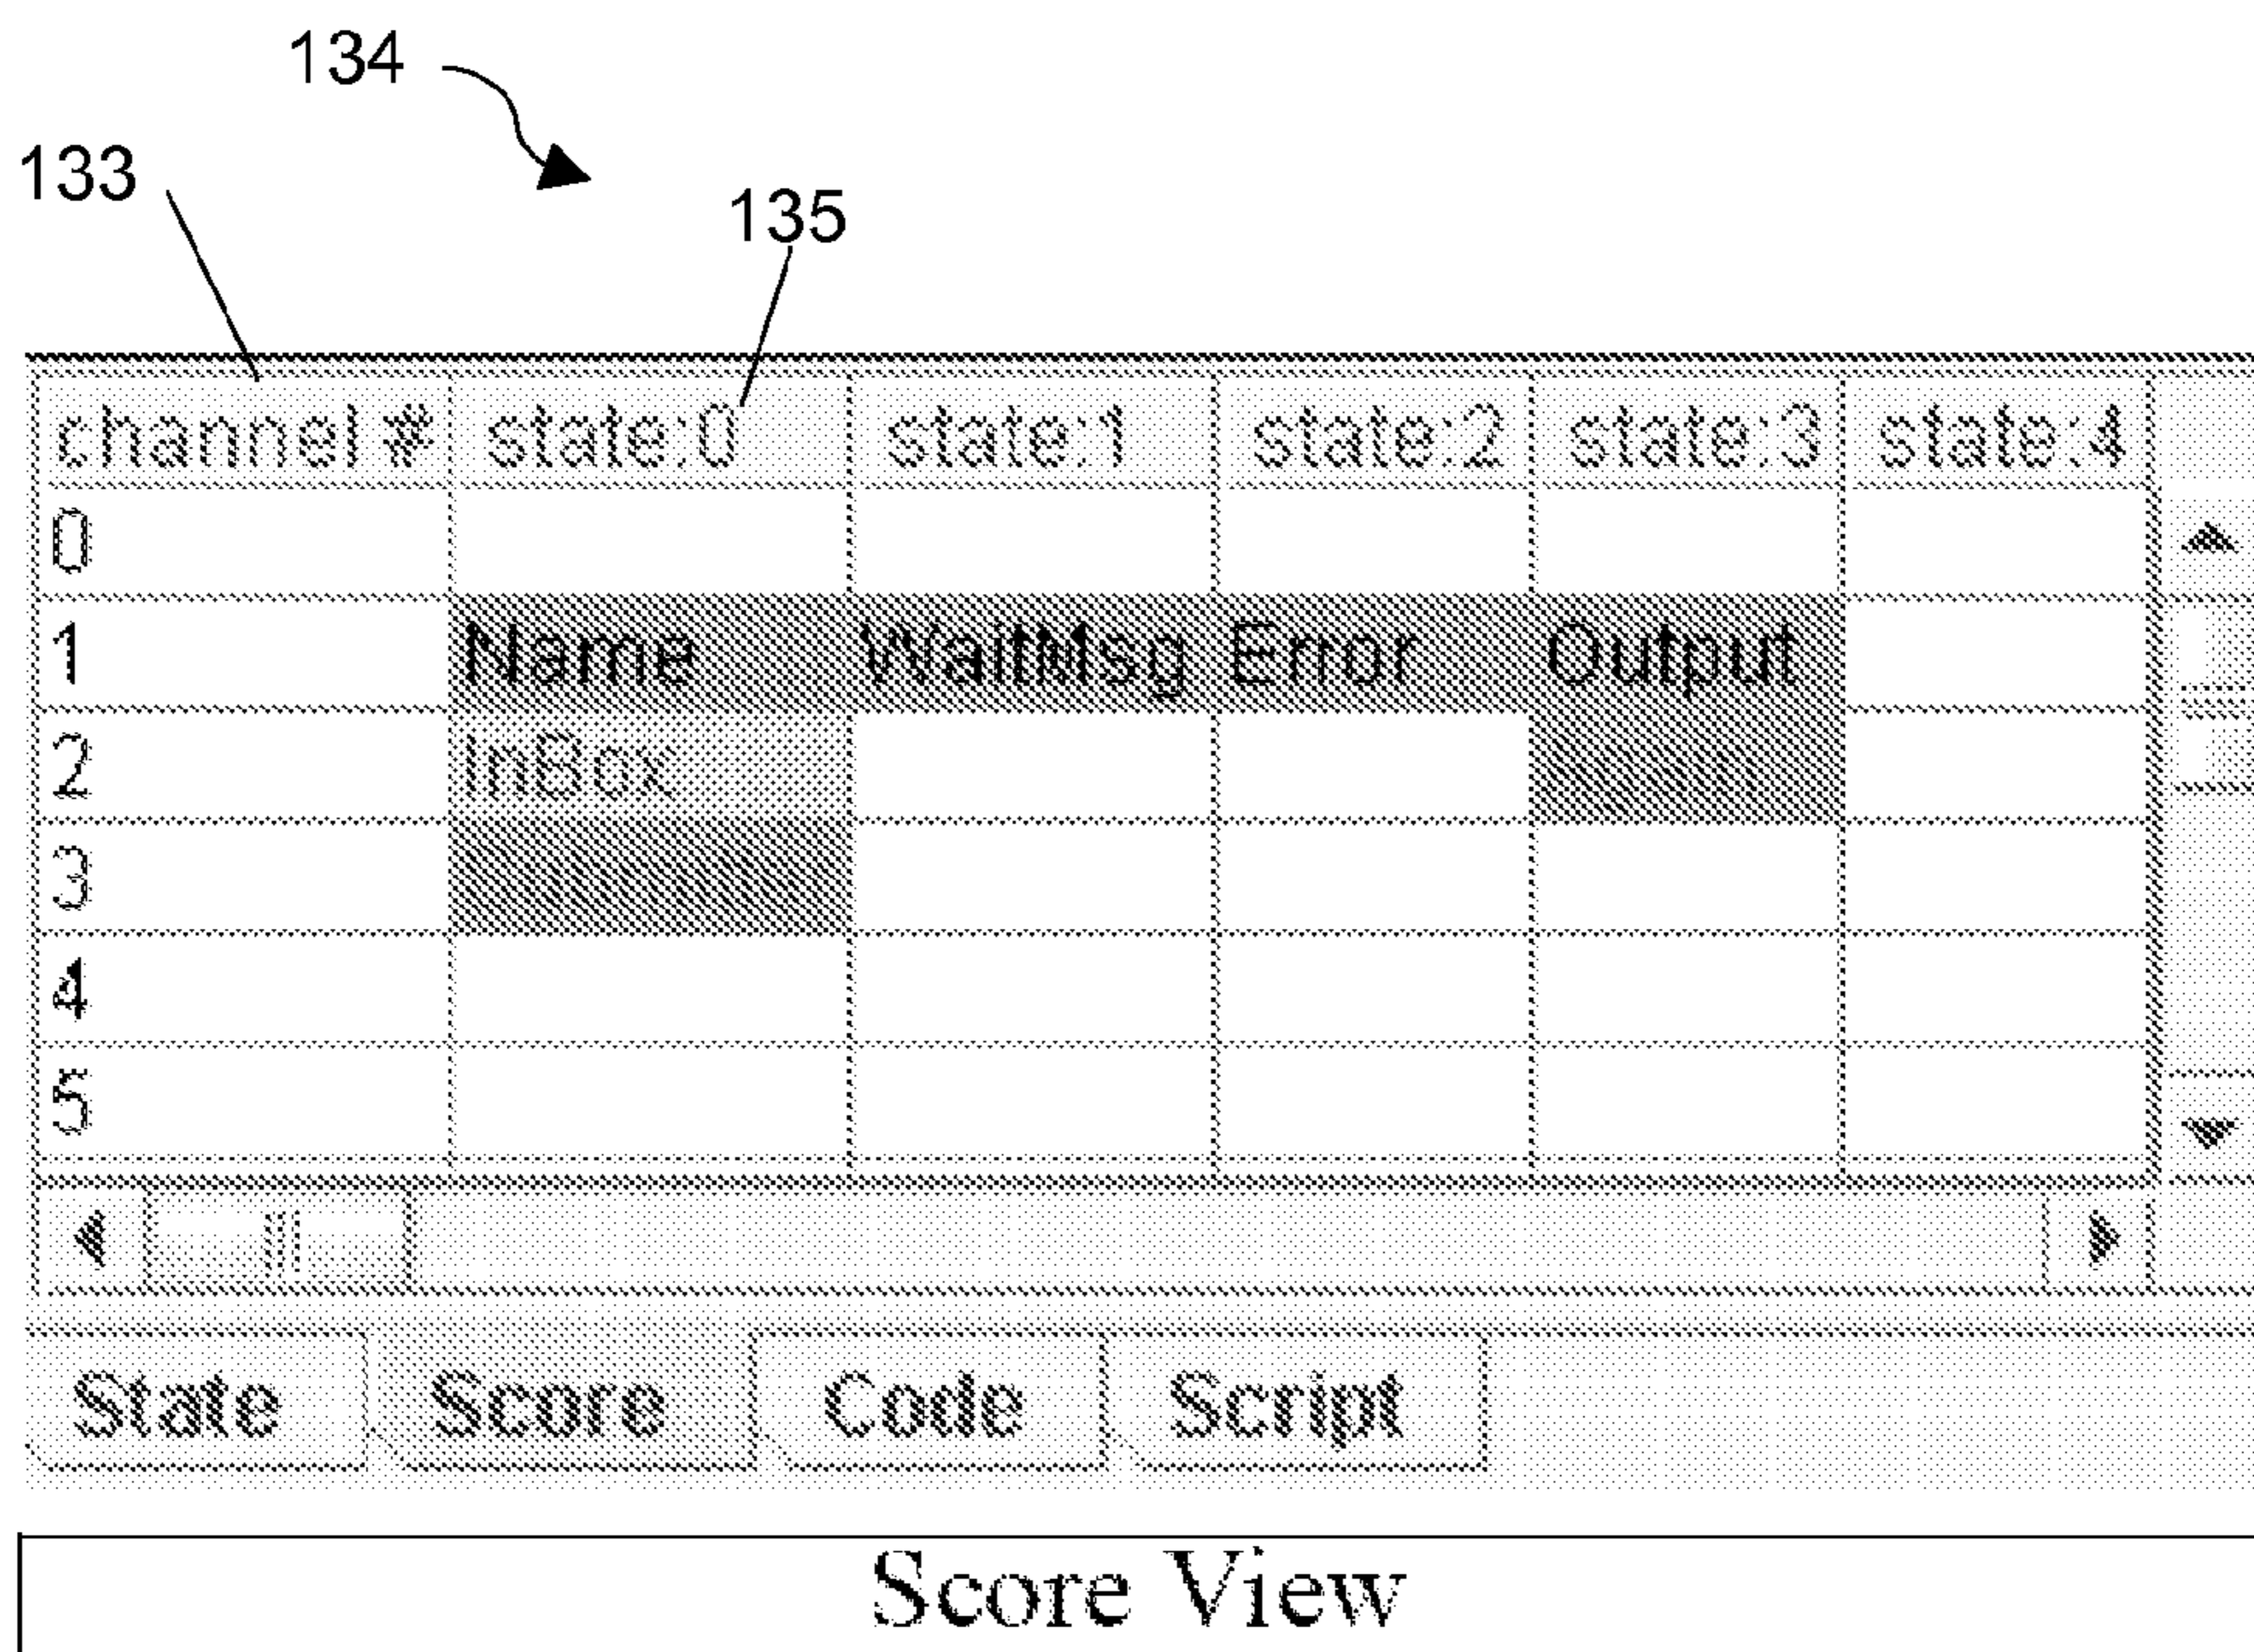 134
133
135
channel # state:0 state:1 state:2 state:3 state:4
0
1 Name WaitMsg Error Output
2 InBox
3
4
5
State Score Code Script
Score View